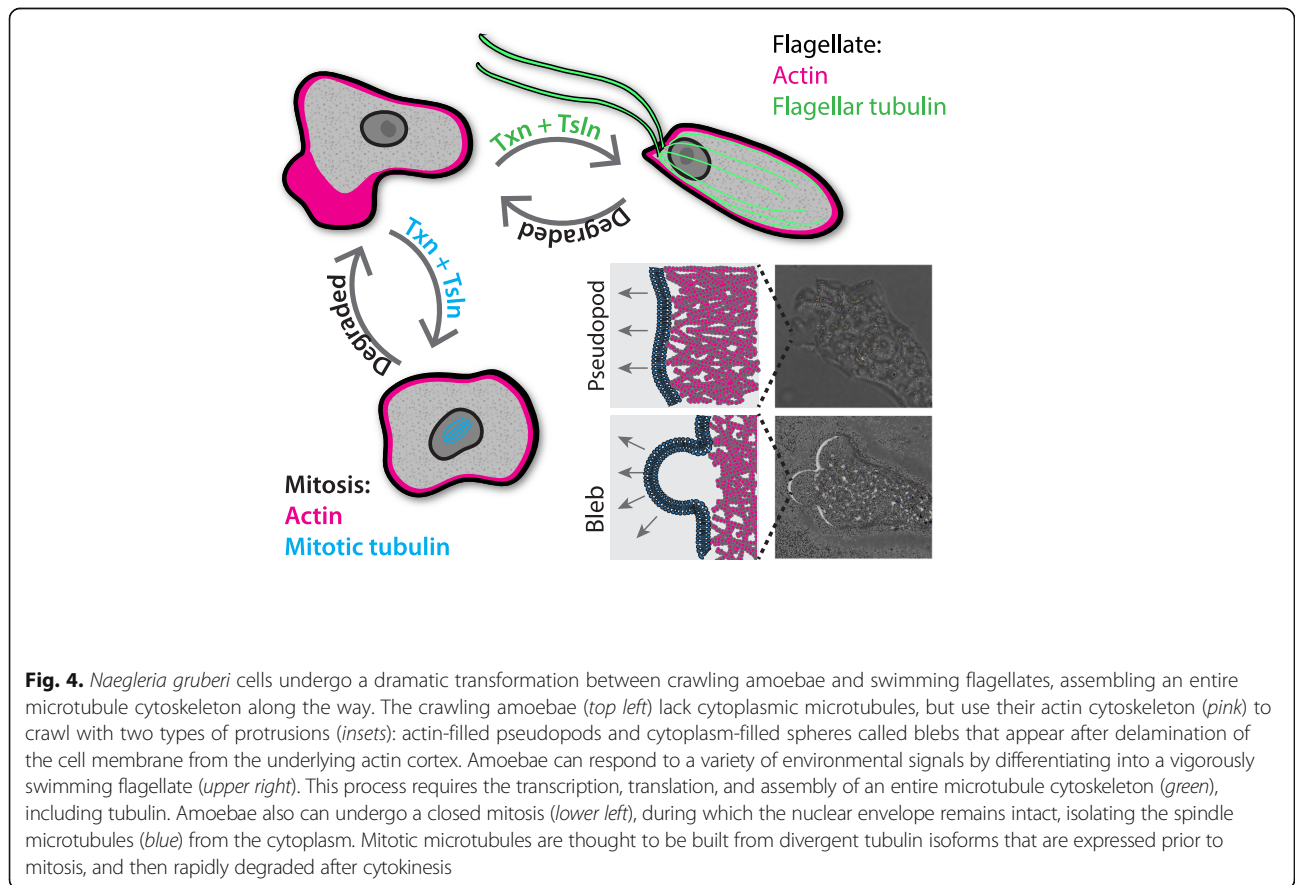 Flagellate:
Actin
Flagellar tubulin
Txn + Tsln
Degraded
Txn + Tsln
Degraded
Pseudopod
Bleb
Mitosis:
Actin
Mitotic tubulin
Fig. 4. Naegleria gruberi cells undergo a dramatic transformation between crawling amoebae and swimming flagellates, assembling an entire
microtubule cytoskeleton along the way. The crawling amoebae (top left) lack cytoplasmic microtubules, but use their actin cytoskeleton (pink) to
crawl with two types of protrusions (insets): actin-filled pseudopods and cytoplasm-filled spheres called blebs that appear after delamination of
the cell membrane from the underlying actin cortex. Amoebae can respond to a variety of environmental signals by differentiating into a vigorously
swimming flagellate (upper right). This process requires the transcription, translation, and assembly of an entire microtubule cytoskeleton (green),
including tubulin. Amoebae also can undergo a closed mitosis (lower left), during which the nuclear envelope remains intact, isolating the spindle
microtubules (blue) from the cytoplasm. Mitotic microtubules are thought to be built from divergent tubulin isoforms that are expressed prior to
mitosis, and then rapidly degraded after cytokinesis